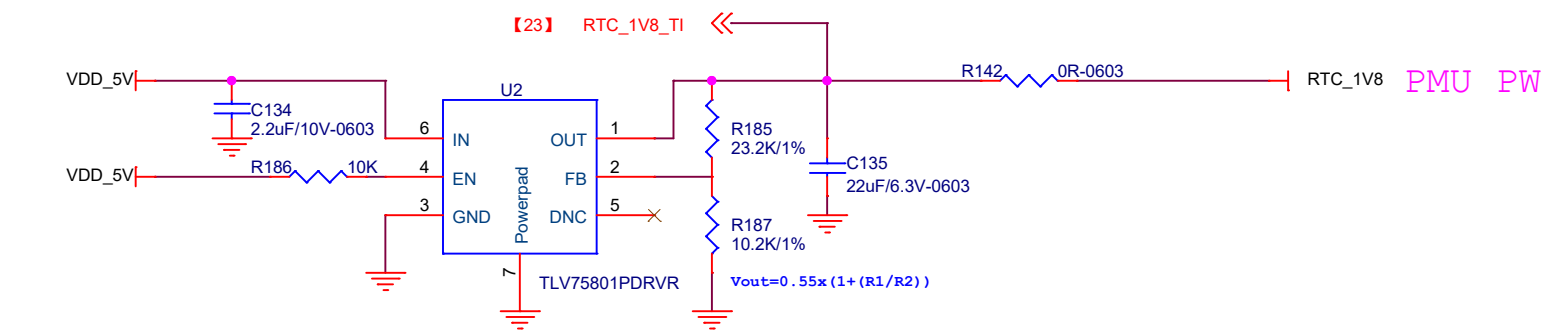 【23】 RTC_1V8_TI
VDD_5V
R142 0R-0603
RTC_1V8 PMU PW
U2
C134
2.2uF/10V-0603
6 IN
OUT 1
R185
23.2K/1%
C135
22uF/6.3V-0603
VDD_5V
R186 10K
4 EN
FB 2
3 GND
DNC 5
Powerpad
R187
10.2K/1%
7
TLV75801PDRVR
Vout=0.55x(1+(R1/R2))